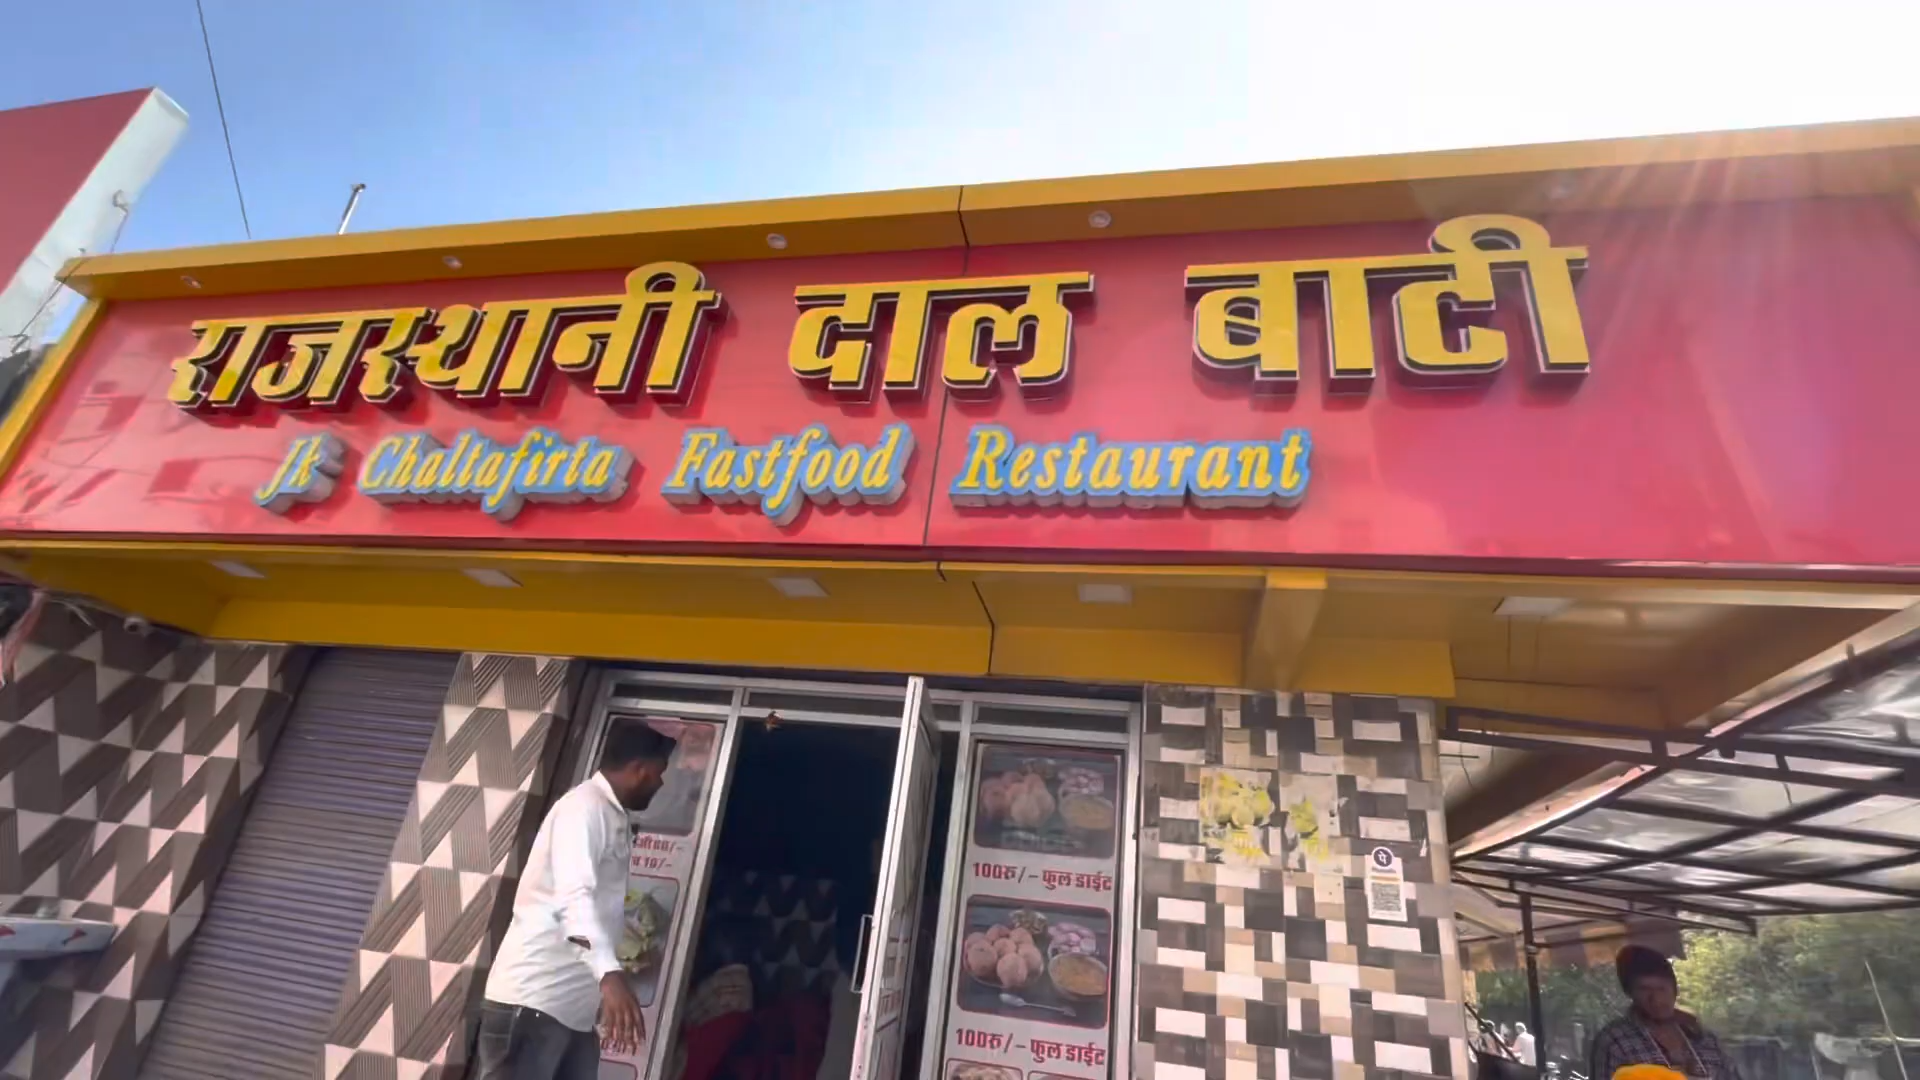 राजस्थानी दाल बाटी
Jk Chaltafirta Fastfood Restaurant
100रु/- फुल डाईट
100रु/- फुल डाईट